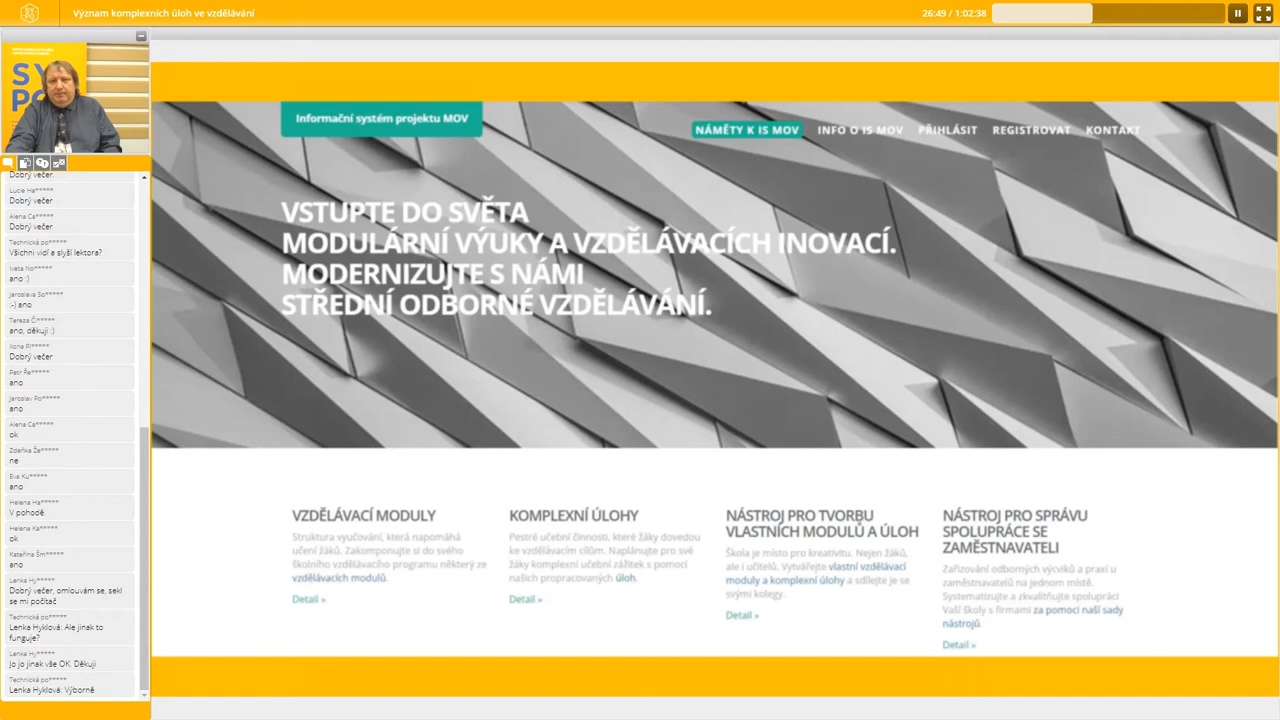 SY
PO
Význam komplexních úloh ve vzdělávání
26:49 / 1:02:38
SY
PO
Dobrý večer.
Lucie Ha*****
Dobrý večer
Alena Ca*****
Dobrý večer
Technická po*****
Všichni vidí a slyší lektora?
Iveta No*****
ano :)
Jaroslava So*****
:-) ano
Tereza Č*****
ano, děkuji :)
Ilona Pi*****
Dobrý večer
Petr Ře*****
ano
Jaroslav Po*****
ano
Alena Ca*****
ok
Zdeňka Že*****
ne
Eva Ku*****
ano
Helena Ha*****
V pohodě.
Helena Ka*****
ok
Kateřina Šm*****
ano
Lenka Hy*****
Dobrý večer, omlouvám se, sekl
se mi počítač
Technická po*****
Lenka Hyklová: Ale jinak to
funguje?
Lenka Hy*****
Jo jo jinak vše OK. Děkuji
Technická po*****
Lenka Hyklová: Výborně
Informační systém projektu MOV
NÁMĚTY K IS MOV
INFO O IS MOV
PŘIHLÁSIT
REGISTROVAT
KONTAKT
VSTUPTE DO SVĚTA
MODULÁRNÍ VÝUKY A VZDĚLÁVACÍCH INOVACÍ.
MODERNIZUJTE S NÁMI
STŘEDNÍ ODBORNÉ VZDĚLÁVÁNÍ.
VZDĚLÁVACÍ MODULY
Struktura vyučování, která napomáhá
učení žáků. Zakomponujte si do svého
školního vzdělávacího programu některý ze
vzdělávacích modulů.
Detail »
KOMPLEXNÍ ÚLOHY
Pestré učební činnosti, které žáky dovedou
ke vzdělávacím cílům. Naplánujte pro své
žáky komplexní učební zážitek s pomocí
našich propracovaných úloh.
Detail »
NÁSTROJ PRO TVORBU
VLASTNÍCH MODULŮ A ÚLOH
Škola je místo pro kreativitu. Nejen žáků,
ale i učitelů. Vytvářejte vlastní vzdělávací
moduly a komplexní úlohy a sdílejte je se
svými kolegy.
Detail »
NÁSTROJ PRO SPRÁVU
SPOLUPRÁCE SE
ZAMĚSTNAVATELI
Zařizování odborných výcviků a praxí u
zaměstnavatelů na jednom místě.
Systematizujte a zkvalitňujte spolupráci
Vaší školy s firmami za pomoci naší sady
nástrojů.
Detail »